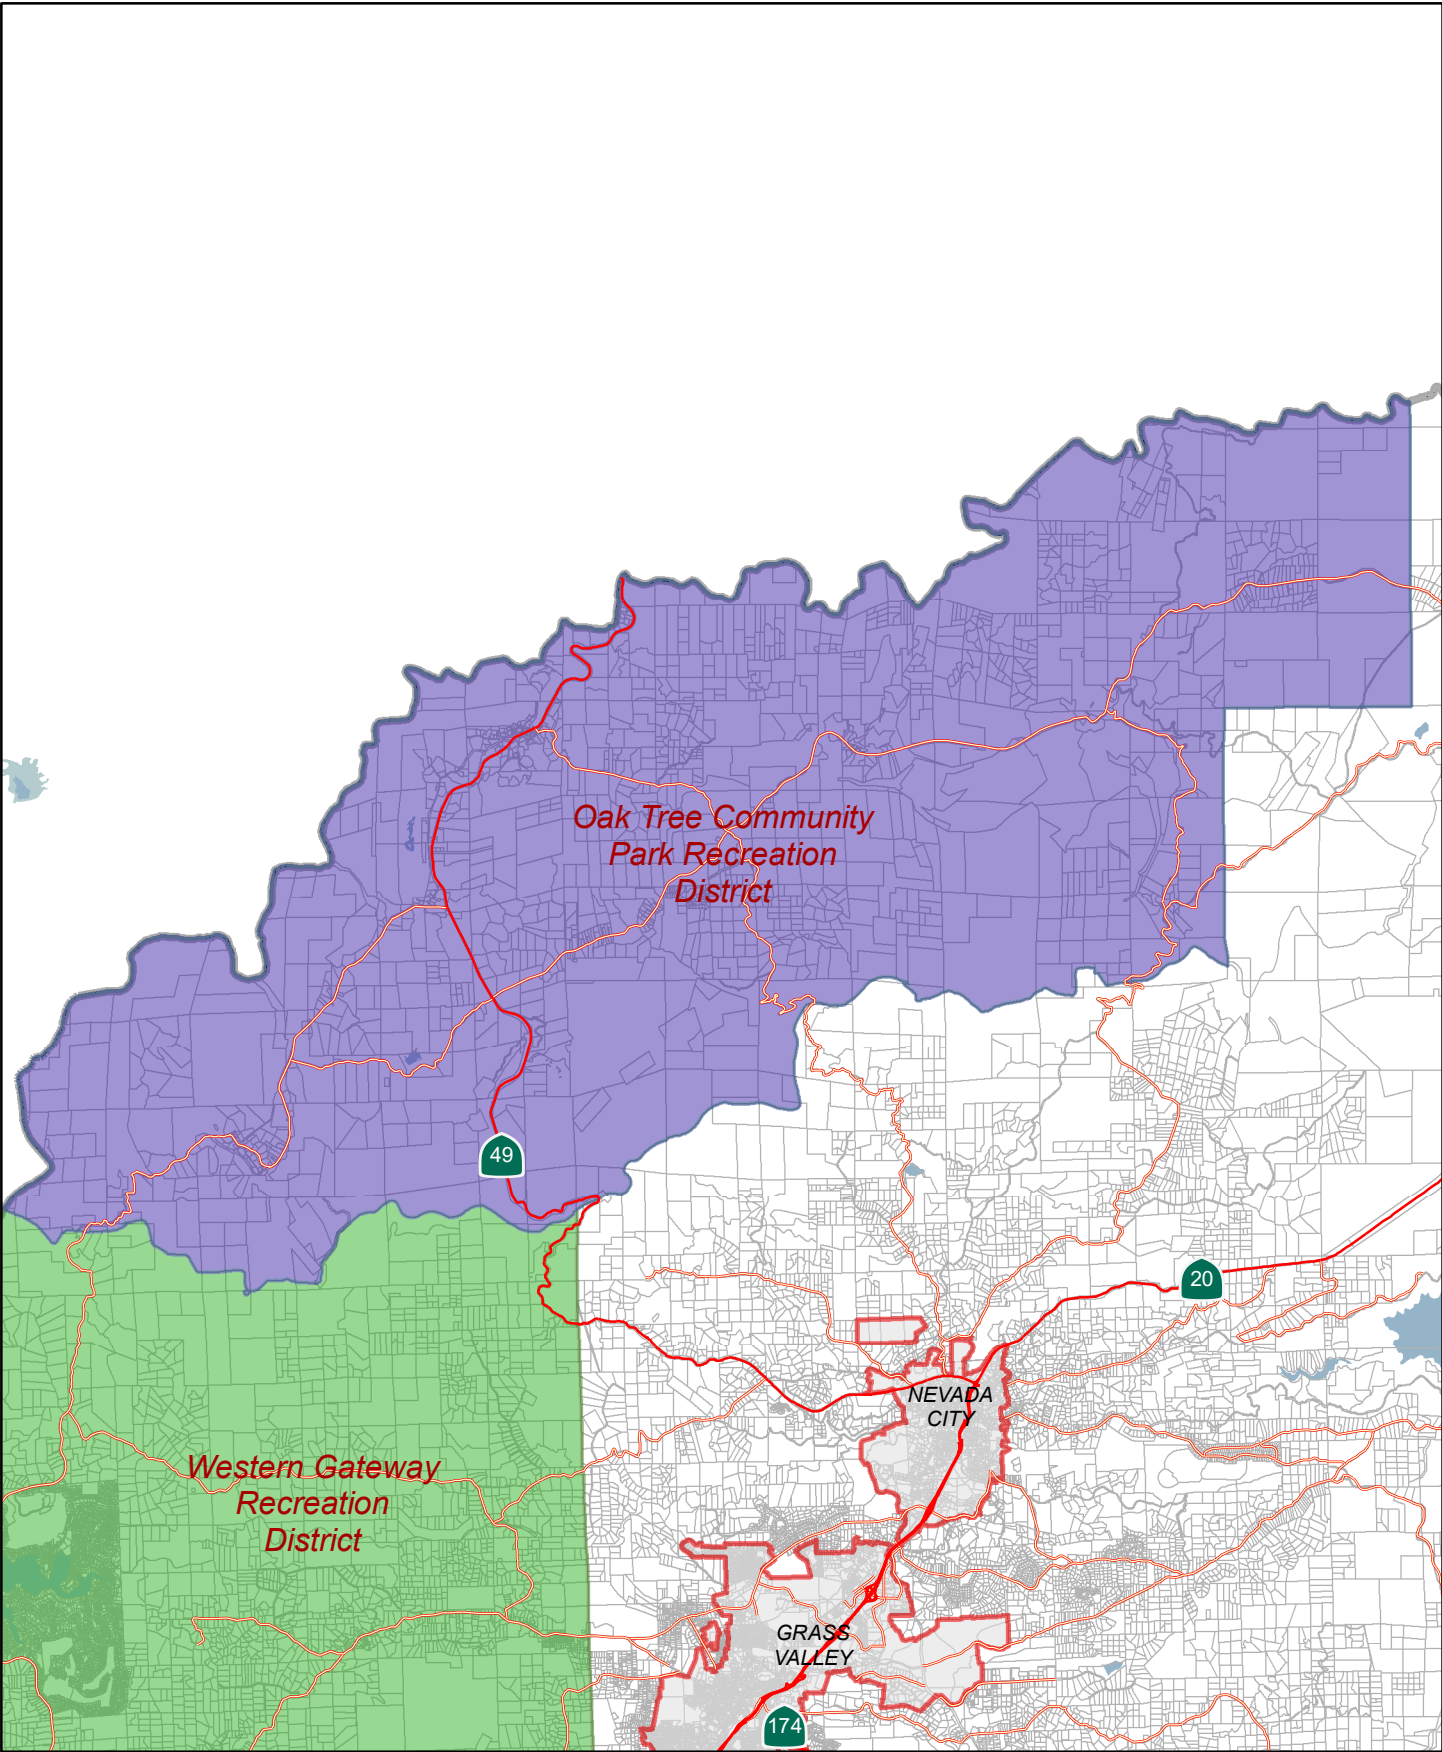 Oak Tree Community
Park Recreation
District
49
20
NEVADA
CITY
Western Gateway
Recreation
District
GRASS
VALLEY
174